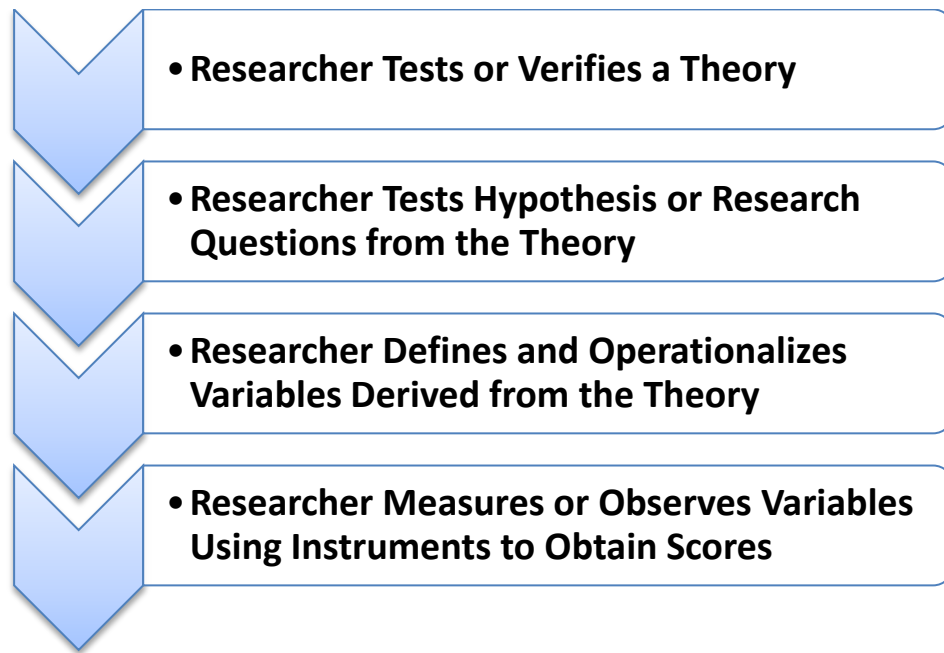 • Researcher Tests or Verifies a Theory
• Researcher Tests Hypothesis or Research
Questions from the Theory
• Researcher Defines and Operationalizes
Variables Derived from the Theory
• Researcher Measures or Observes Variables
Using Instruments to Obtain Scores